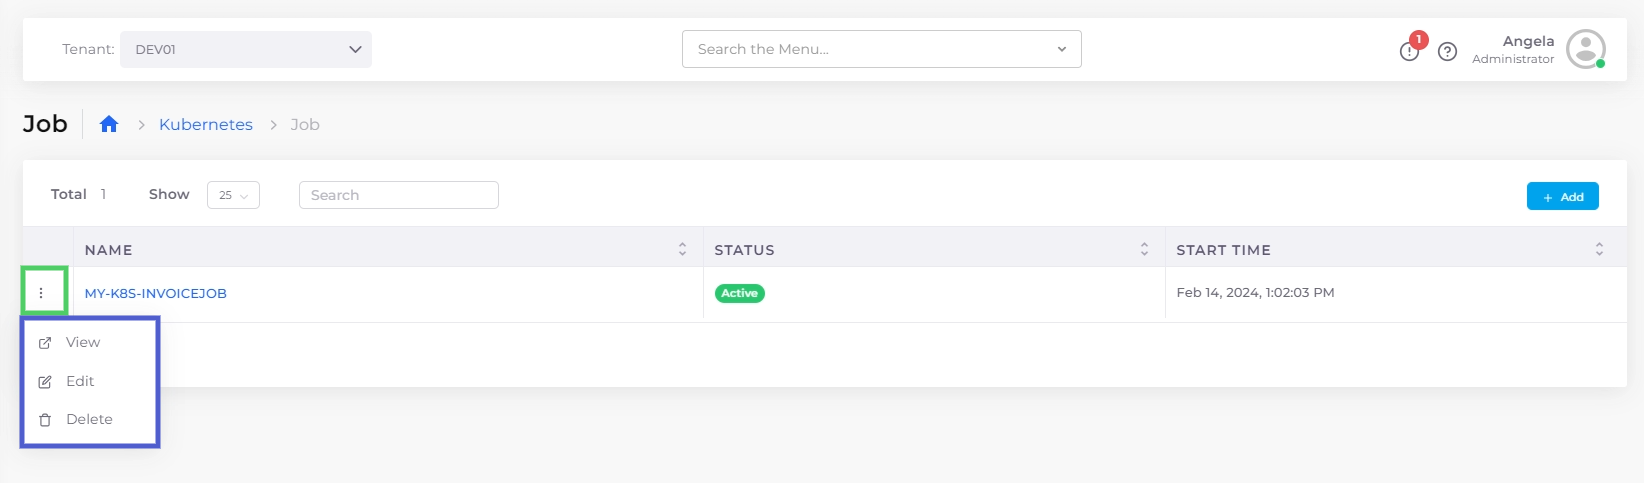 Tenant: DEV01 Search the Menu... 1 Angela
Administrator
Job Kubernetes Job
Total 1 Show 25 Search + Add
NAME STATUS START TIME
MY-K8S-INVOICEJOB Active Feb 14, 2024, 1:02:03 PM
View
Edit
Delete